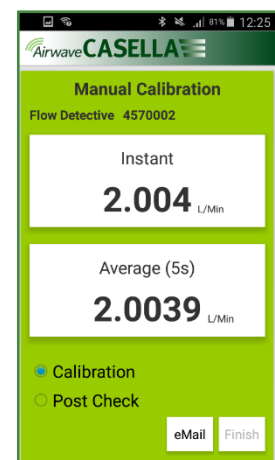 81% 12:25
Airwave CASELLA
Manual Calibration
Flow Detective 4570002
Instant
2.004 L/Min
Average (5s)
2.0039 L/Min
Calibration
Post Check
eMail Finish